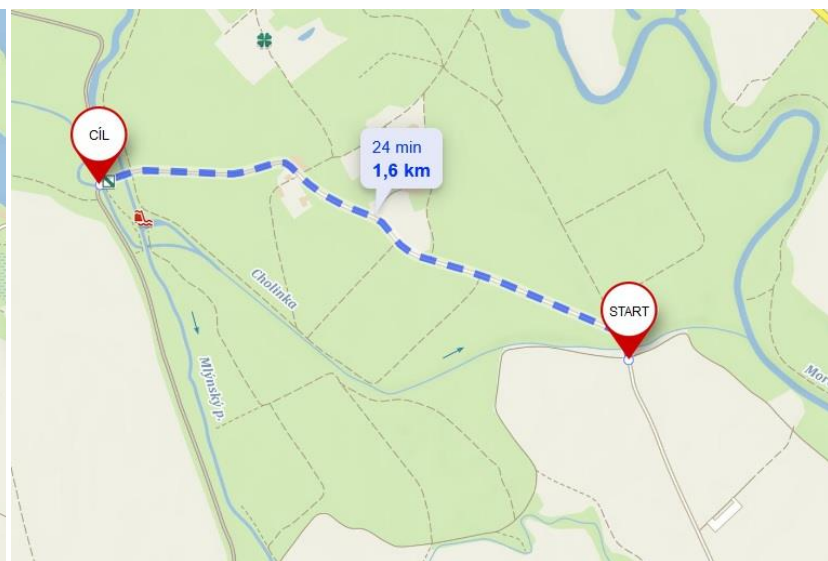 CÍL
24 min
1,6 km
Cholinka
START
Mlýnský p.
Mor